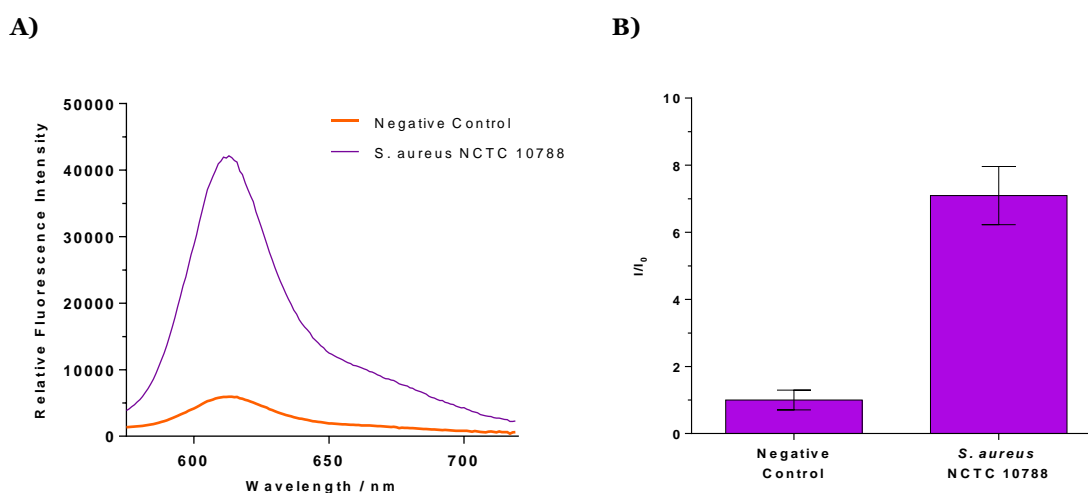 A)
B)
50000
40000
30000
20000
10000
0
Relative Fluorescence Intensity
600
650
700
Wavelength / nm
Negative Control
S. aureus NCTC 10788
10
8
6
4
2
0
I/I0
Negative
Control
S. aureus
NCTC 10788